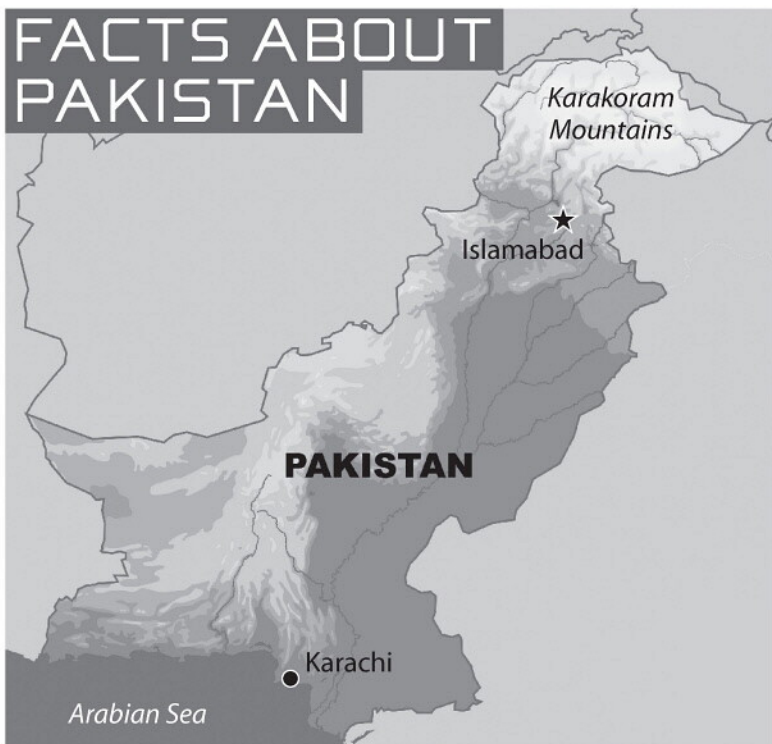 FACTS ABOUT
PAKISTAN
Karakoram
Mountains
Islamabad
PAKISTAN
Karachi
Arabian Sea